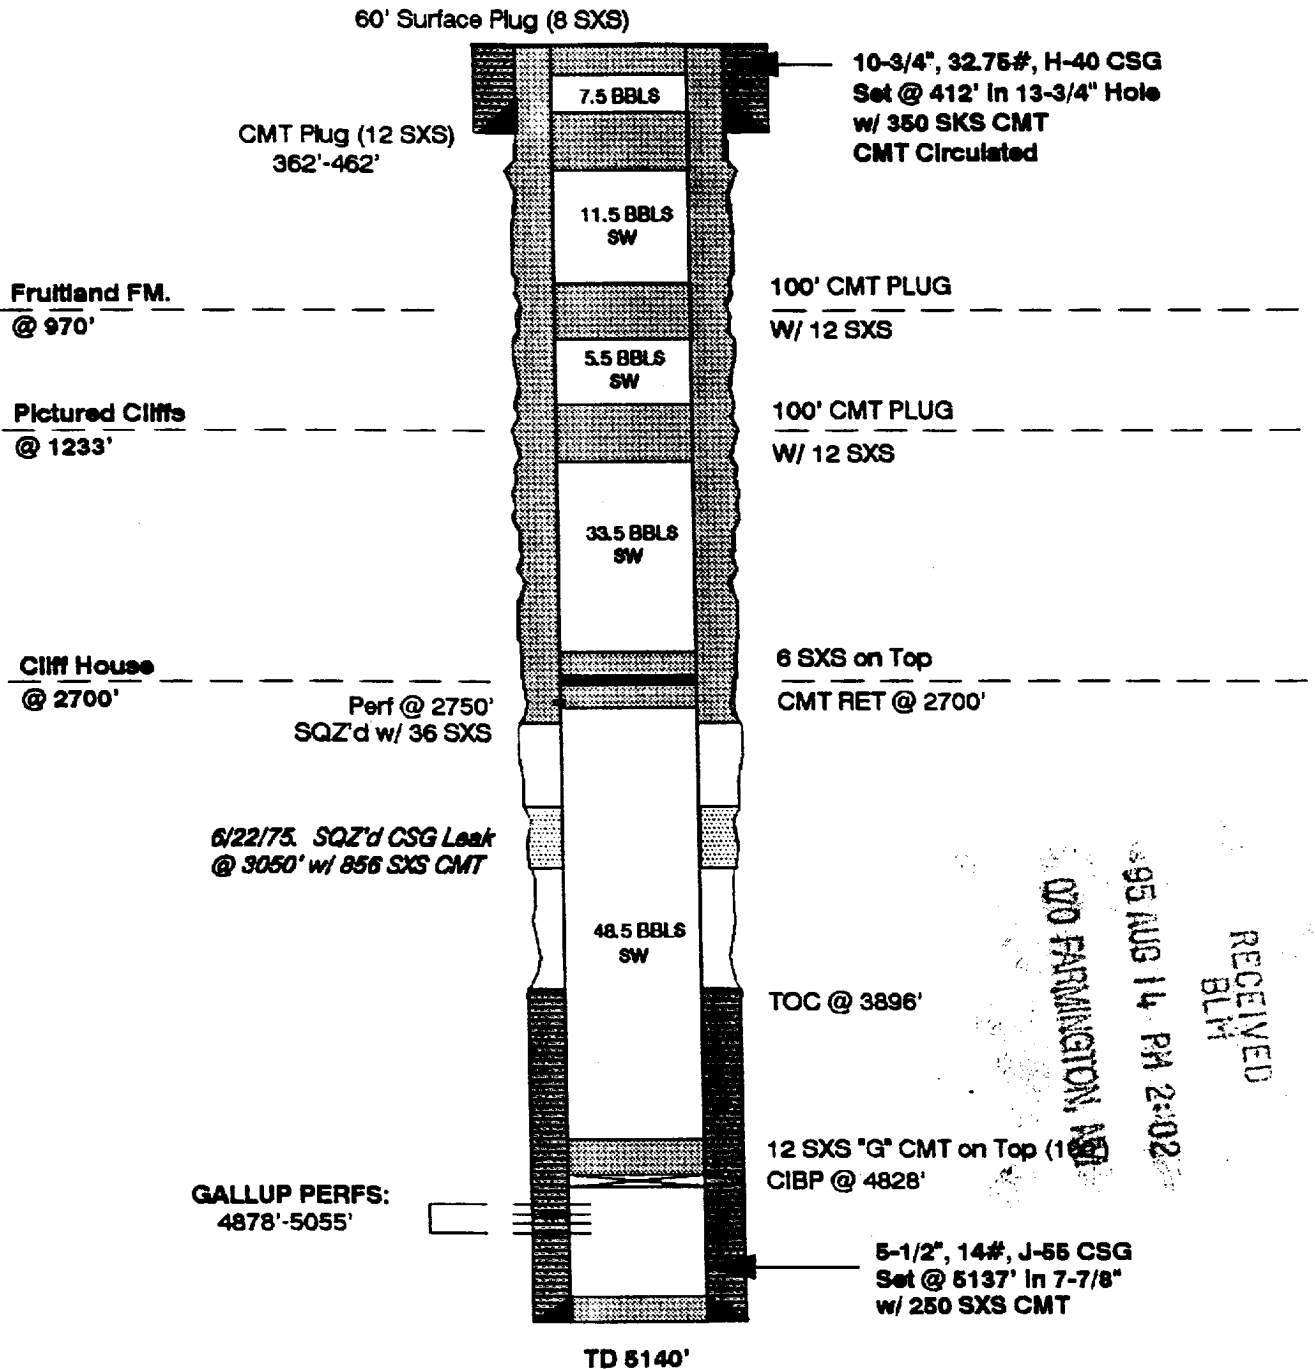 60' Surface Plug (8 SXS)
10-3/4", 32.75#, H-40 CSG
Set @ 412' in 13-3/4" Hole
w/ 350 SKS CMT
CMT Circulated
7.5 BBLS
CMT Plug (12 SXS)
362'-462'
11.5 BBLS
SW
Fruitland FM.
@ 970'
100' CMT PLUG
W/ 12 SXS
5.5 BBLS
SW
Pictured Cliffs
@ 1233'
100' CMT PLUG
W/ 12 SXS
33.5 BBLS
SW
Cliff House
@ 2700'
6 SXS on Top
CMT RET @ 2700'
Perf @ 2750'
SQZ'd w/ 36 SXS
6/22/75. SQZ'd CSG Leak
@ 3050' w/ 856 SXS CMT
48.5 BBLS
SW
TOC @ 3896'
RECEIVED
BLM
95 AUG 14 PM 2:02
070 FARMINGTON, NM
12 SXS "G" CMT on Top
CIBP @ 4828'
GALLUP PERFS:
4878'-5055'
5-1/2", 14#, J-55 CSG
Set @ 5137' in 7-7/8"
w/ 250 SXS CMT
TD 5140'